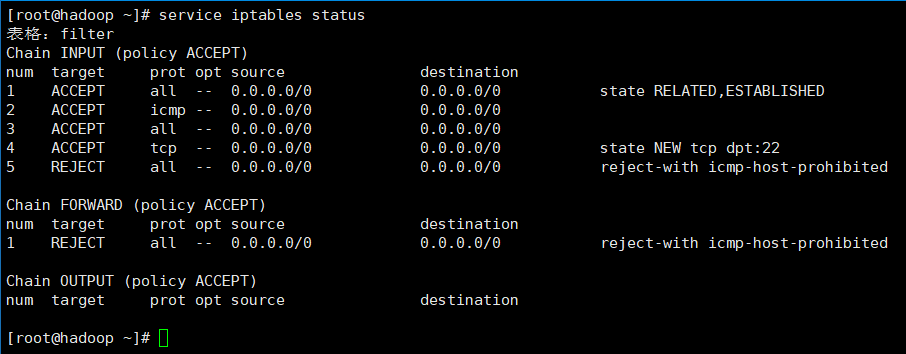 [root@hadoop ~]# service iptables status
表格：filter
Chain INPUT (policy ACCEPT)
num  target     prot opt source               destination
1    ACCEPT     all  --  0.0.0.0/0            0.0.0.0/0           state RELATED,ESTABLISHED
2    ACCEPT     icmp --  0.0.0.0/0            0.0.0.0/0
3    ACCEPT     all  --  0.0.0.0/0            0.0.0.0/0
4    ACCEPT     tcp  --  0.0.0.0/0            0.0.0.0/0           state NEW tcp dpt:22
5    REJECT     all  --  0.0.0.0/0            0.0.0.0/0           reject-with icmp-host-prohibited

Chain FORWARD (policy ACCEPT)
num  target     prot opt source               destination
1    REJECT     all  --  0.0.0.0/0            0.0.0.0/0           reject-with icmp-host-prohibited

Chain OUTPUT (policy ACCEPT)
num  target     prot opt source               destination

[root@hadoop ~]#